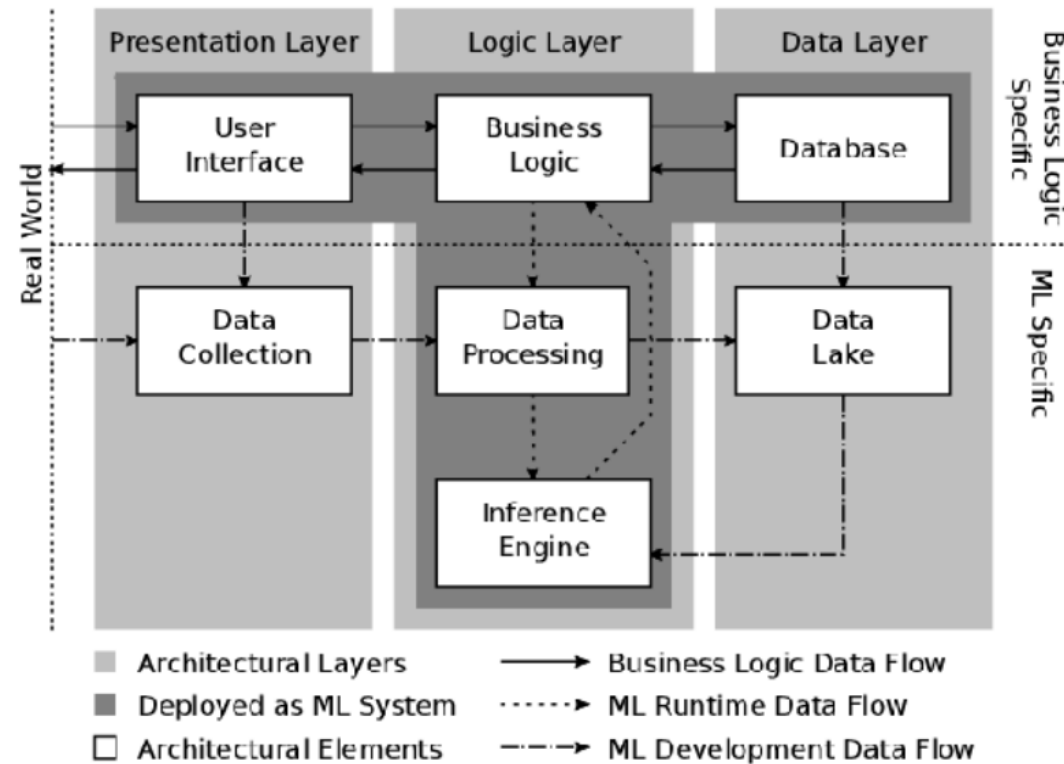 Presentation Layer
Logic Layer
Data Layer
Business Logic
Specific
User
Interface
Business
Logic
Database
Real World
Data
Collection
Data
Processing
Data
Lake
ML Specific
Inference
Engine
Architectural Layers
Business Logic Data Flow
Deployed as ML System
ML Runtime Data Flow
Architectural Elements
ML Development Data Flow